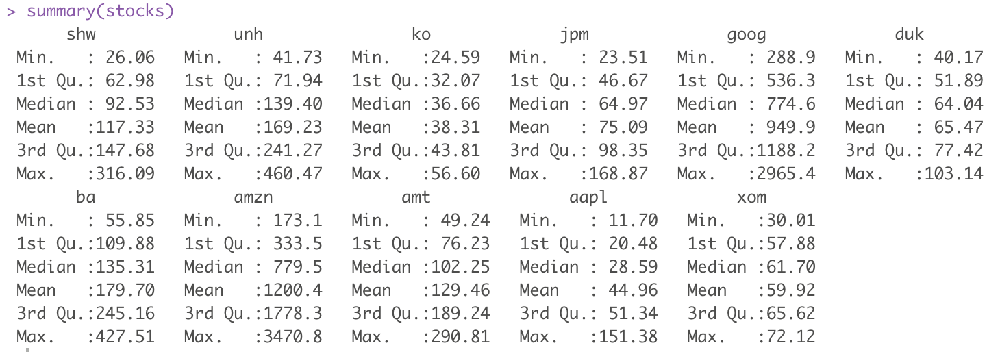 > summary(stocks)
      shw              unh               ko             jpm              goog             duk
 Min.   : 26.06   Min.   : 41.73   Min.   :24.59   Min.   : 23.51   Min.   : 288.9   Min.   : 40.17
 1st Qu.: 62.98   1st Qu.: 71.94   1st Qu.:32.07   1st Qu.: 46.67   1st Qu.: 536.3   1st Qu.: 51.89
 Median : 92.53   Median :139.40   Median :36.66   Median : 64.97   Median : 774.6   Median : 64.04
 Mean   :117.33   Mean   :169.23   Mean   :38.31   Mean   : 75.09   Mean   : 949.9   Mean   : 65.47
 3rd Qu.:147.68   3rd Qu.:241.27   3rd Qu.:43.81   3rd Qu.: 98.35   3rd Qu.:1188.2   3rd Qu.: 77.42
 Max.   :316.09   Max.   :460.47   Max.   :56.60   Max.   :168.87   Max.   :2965.4   Max.   :103.14
       ba              amzn             amt              aapl             xom
 Min.   : 55.85   Min.   : 173.1   Min.   : 49.24   Min.   : 11.70   Min.   :30.01
 1st Qu.:109.88   1st Qu.: 333.5   1st Qu.: 76.23   1st Qu.: 20.48   1st Qu.:57.88
 Median :135.31   Median : 779.5   Median :102.25   Median : 28.59   Median :61.70
 Mean   :179.70   Mean   :1200.4   Mean   :129.46   Mean   : 44.96   Mean   :59.92
 3rd Qu.:245.16   3rd Qu.:1778.3   3rd Qu.:189.24   3rd Qu.: 51.34   3rd Qu.:65.62
 Max.   :427.51   Max.   :3470.8   Max.   :290.81   Max.   :151.38   Max.   :72.12